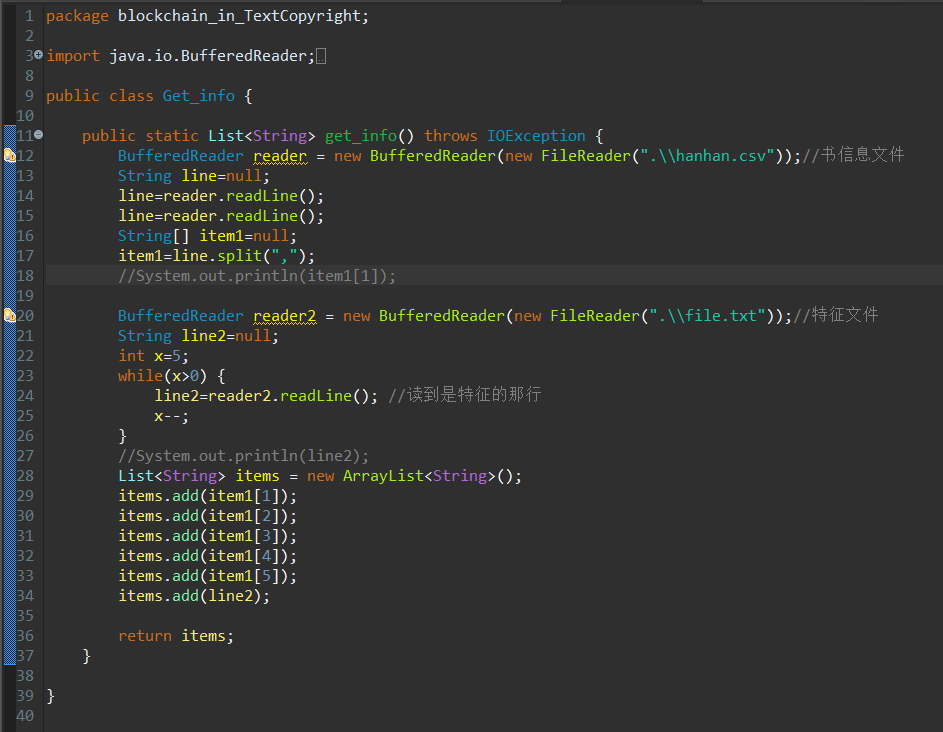 1 package blockchain_in_TextCopyright;
2
3 import java.io.BufferedReader;
8
9 public class Get_info {
10
11     public static List<String> get_info() throws IOException {
12         BufferedReader reader = new BufferedReader(new FileReader(".\\hanhan.csv"));//书信息文件
13         String line=null;
14         line=reader.readLine();
15         line=reader.readLine();
16         String[] item1=null;
17         item1=line.split(",");
18         //System.out.println(item1[1]);
19
20         BufferedReader reader2 = new BufferedReader(new FileReader(".\\file.txt"));//特征文件
21         String line2=null;
22         int x=5;
23         while(x>0) {
24             line2=reader2.readLine(); //读到是特征的那行
25             x--;
26         }
27         //System.out.println(line2);
28         List<String> items = new ArrayList<String>();
29         items.add(item1[1]);
30         items.add(item1[2]);
31         items.add(item1[3]);
32         items.add(item1[4]);
33         items.add(item1[5]);
34         items.add(line2);
35
36         return items;
37     }
38
39 }
40